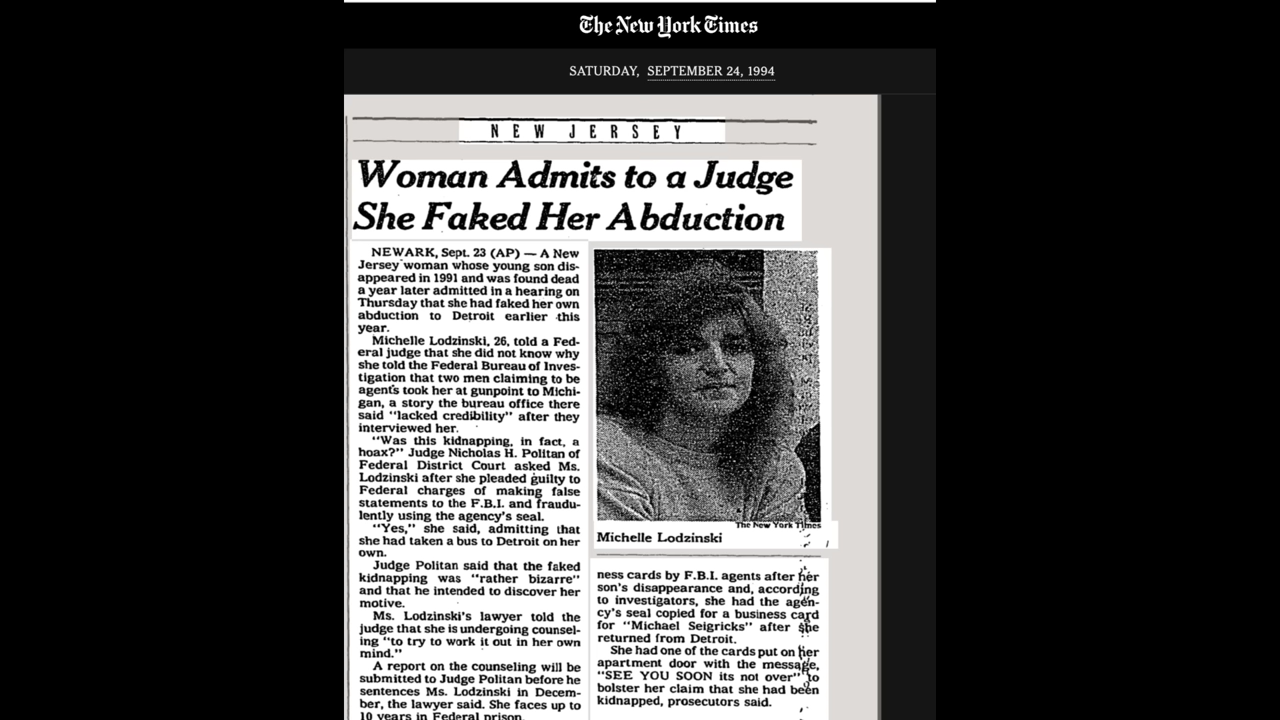 The New York Times
SATURDAY, SEPTEMBER 24, 1994
NEW JERSEY
Woman Admits to a Judge
She Faked Her Abduction
NEWARK, Sept. 23 (AP) — A New
Jersey woman whose young son dis-
appeared in 1991 and was found dead
a year later admitted in a hearing on
Thursday that she had faked her own
abduction to Detroit earlier this
year.
Michelle Lodzinski, 26, told a Fed-
eral judge that she did not know why
she told the Federal Bureau of Inves-
tigation that two men claiming to be
agents took her at gunpoint to Michi-
gan, a story the bureau office there
said "lacked credibility" after they
interviewed her.
"Was this kidnapping, in fact, a
hoax?" Judge Nicholas H. Politan of
Federal District Court asked Ms.
Lodzinski after she pleaded guilty to
Federal charges of making false
statements to the F.B.I. and fraudu-
lently using the agency's seal.
"Yes," she said, admitting that
she had taken a bus to Detroit on her
own.
Judge Politan said that the faked
kidnapping was "rather bizarre"
and that he intended to discover her
motive.
Ms. Lodzinski's lawyer told the
judge that she is undergoing counsel-
ing "to try to work it out in her own
mind."
A report on the counseling will be
submitted to Judge Politan before he
sentences Ms. Lodzinski in Decem-
ber, the lawyer said. She faces up to
10 years in Federal prison.
The New York Times
Michelle Lodzinski
ness cards by F.B.I. agents after her
son's disappearance and, according
to investigators, she had the agen-
cy's seal copied for a business card
for "Michael Seigricks" after she
returned from Detroit.
She had one of the cards put on her
apartment door with the message,
"SEE YOU SOON its not over" to
bolster her claim that she had been
kidnapped, prosecutors said.